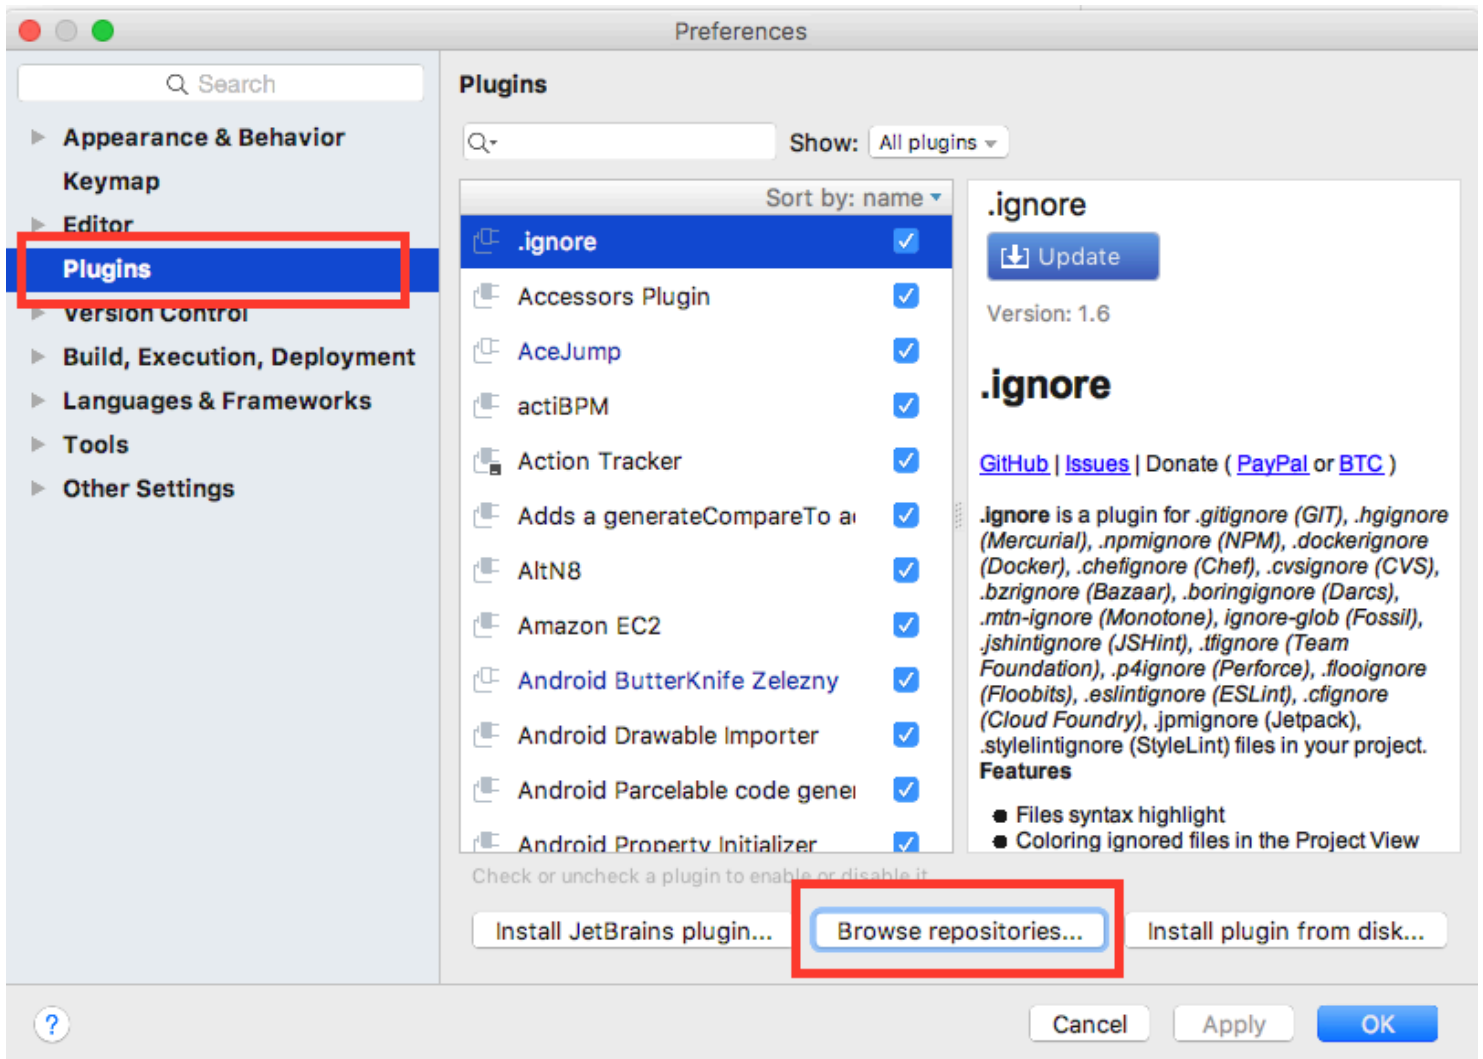 Preferences
Search
Appearance & Behavior
Keymap
Editor
Plugins
Version Control
Build, Execution, Deployment
Languages & Frameworks
Tools
Other Settings
Plugins
Show: All plugins
Sort by: name
.ignore
Accessors Plugin
AceJump
actiBPM
Action Tracker
Adds a generateCompareTo a
AltN8
Amazon EC2
Android ButterKnife Zelezny
Android Drawable Importer
Android Parcelable code gene
Android Property Initializer
Check or uncheck a plugin to enable or disable it
.ignore
Update
Version: 1.6
.ignore
GitHub | Issues | Donate ( PayPal or BTC )
.ignore is a plugin for .gitignore (GIT), .hgignore
(Mercurial), .npmignore (NPM), .dockerignore
(Docker), .chefignore (Chef), .cvsignore (CVS),
.bzrignore (Bazaar), .boringignore (Darcs),
.mtn-ignore (Monotone), ignore-glob (Fossil),
.jshintignore (JSHint), .tfignore (Team
Foundation), .p4ignore (Perforce), .flooignore
(Floobits), .eslintignore (ESLint), .cfignore
(Cloud Foundry), .jpmignore (Jetpack),
.stylelintignore (StyleLint) files in your project.
Features
Files syntax highlight
Coloring ignored files in the Project View
Install JetBrains plugin...
Browse repositories...
Install plugin from disk...
?
Cancel
Apply
OK